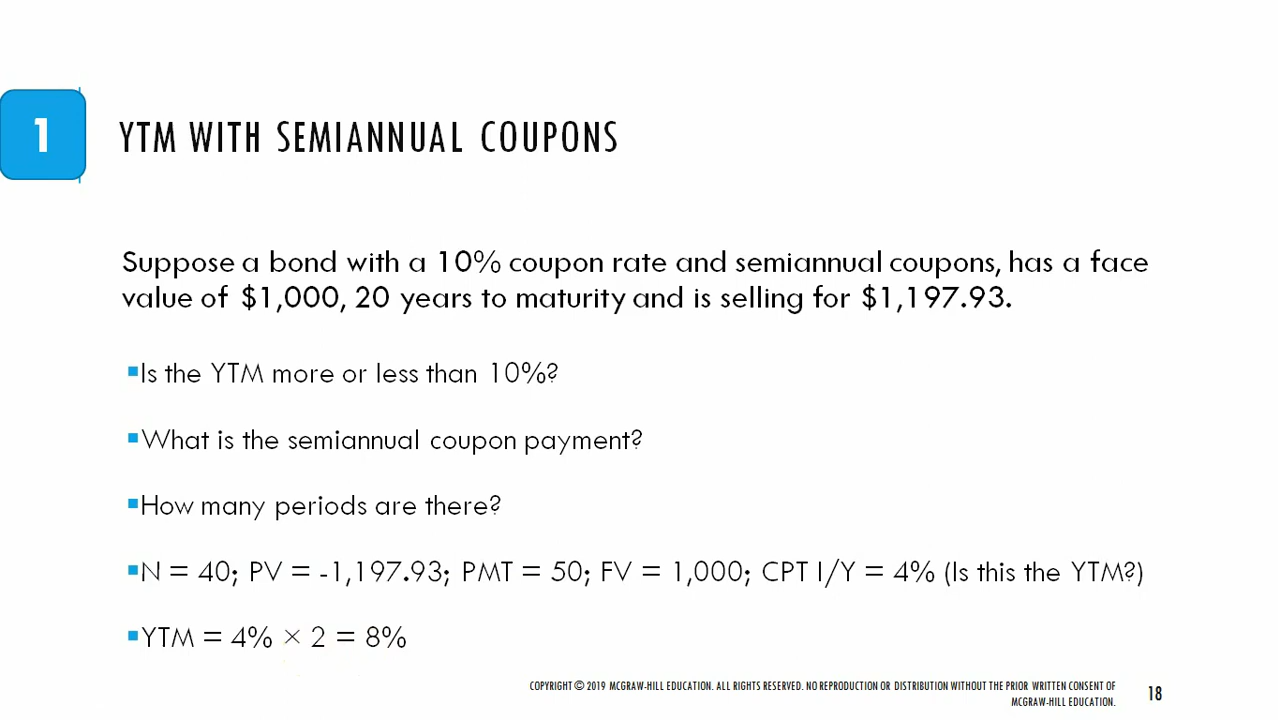 1
YTM WITH SEMIANNUAL COUPONS
Suppose a bond with a 10% coupon rate and semiannual coupons, has a face
value of $1,000, 20 years to maturity and is selling for $1,197.93.
▪Is the YTM more or less than 10%?
▪What is the semiannual coupon payment?
▪How many periods are there?
▪N = 40; PV = -1,197.93; PMT = 50; FV = 1,000; CPT I/Y = 4% (Is this the YTM?)
▪YTM = 4% × 2 = 8%
COPYRIGHT © 2019 MCGRAW-HILL EDUCATION. ALL RIGHTS RESERVED. NO REPRODUCTION OR DISTRIBUTION WITHOUT THE PRIOR WRITTEN CONSENT OF
MCGRAW-HILL EDUCATION.
18